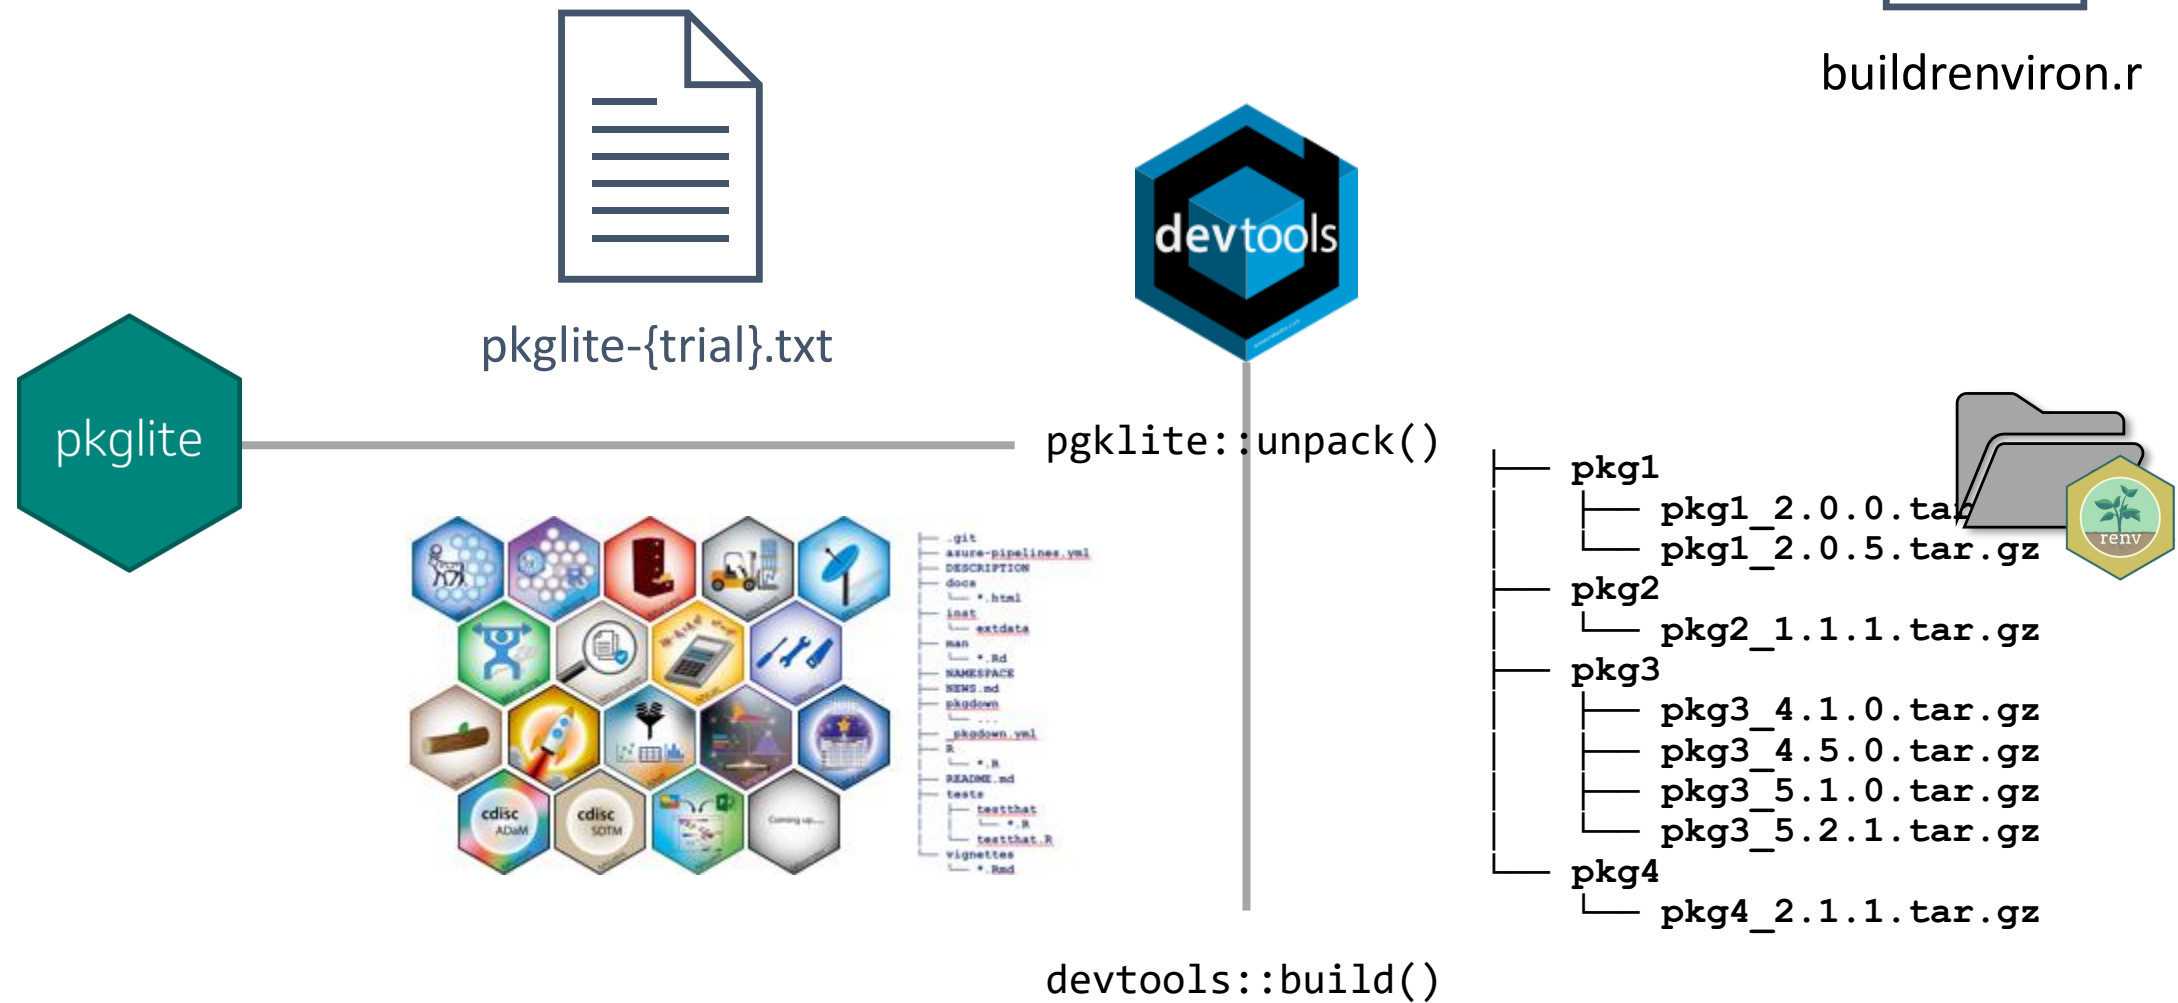 buildrenviron.r
devtools
pkglite-{trial}.txt
pkglite
pgklite::unpack()
├── pkg1
│   ├── pkg1_2.0.0.tar
│   └── pkg1_2.0.5.tar.gz
├── pkg2
│   └── pkg2_1.1.1.tar.gz
├── pkg3
│   ├── pkg3_4.1.0.tar.gz
│   ├── pkg3_4.5.0.tar.gz
│   ├── pkg3_5.1.0.tar.gz
│   └── pkg3_5.2.1.tar.gz
└── pkg4
    └── pkg4_2.1.1.tar.gz
renv
cdisc
ADaM
cdisc
SDTM
Coming up....
├── .git
├── azure-pipelines.yml
├── DESCRIPTION
├── docs
│   └── *.html
├── inst
│   └── extdata
├── man
│   └── *.Rd
├── NAMESPACE
├── NEWS.md
├── pkgdown
│   └── ...
├── _pkgdown.yml
├── R
│   └── *.R
├── README.md
├── tests
│   ├── testthat
│   │   └── *.R
│   └── testthat.R
└── vignettes
    └── *.Rmd
devtools::build()